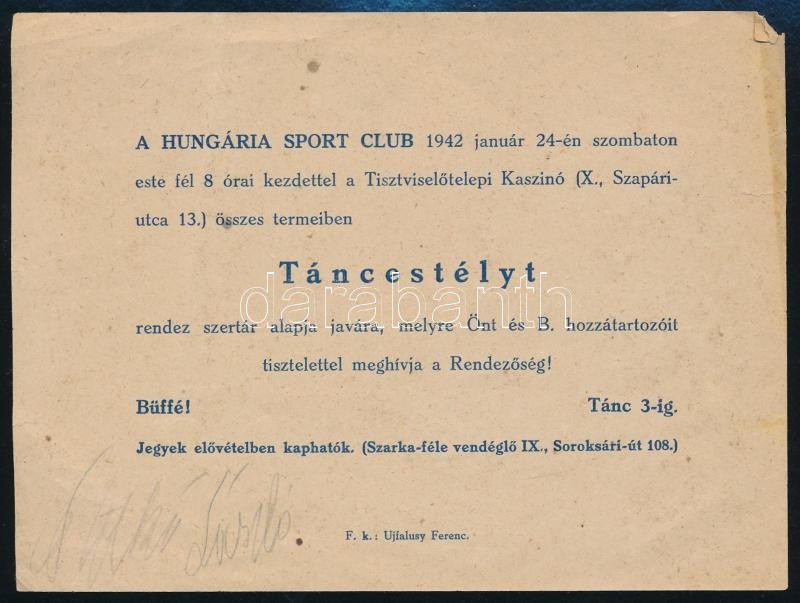 A HUNGÁRIA SPORT CLUB 1942 január 24-én szombaton
este fél 8 órai kezdettel a Tisztviselőtelepi Kaszinó (X., Szapári-
utca 13.) összes termeiben
Táncestélyt
darabanth
rendez szertár alapja javára, melyre Önt és B. hozzátartozóit
tisztelettel meghívja a Rendezőség!
Büffé! Tánc 3-ig.
Jegyek elővételben kaphatók. (Szarka-féle vendéglő IX., Soroksári-út 108.)
László
F. k.: Ujfalusy Ferenc.